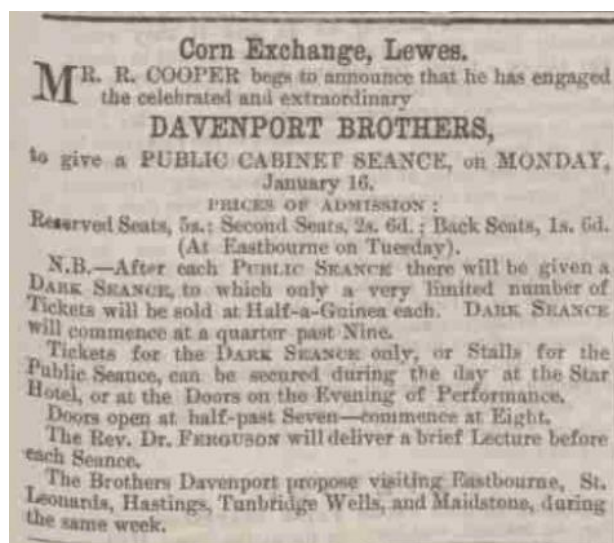 Corn Exchange, Lewes.
MR. R. COOPER begs to announce that he has engaged
the celebrated and extraordinary
DAVENPORT BROTHERS,
to give a PUBLIC CABINET SEANCE, on MONDAY,
January 16.
PRICES OF ADMISSION :
Reserved Seats, 5s.; Second Seats, 2s. 6d.; Back Seats, 1s. 6d.
(At Eastbourne on Tuesday).
N.B.—After each PUBLIC SEANCE there will be given a
DARK SEANCE, to which only a very limited number of
Tickets will be sold at Half-a-Guinea each. DARK SEANCE
will commence at a quarter past Nine.
Tickets for the DARK SEANCE only, or Stalls for the
Public Seance, can be secured during the day at the Star
Hotel, or at the Doors on the Evening of Performance.
Doors open at half-past Seven—commence at Eight.
The Rev. Dr. FERGUSON will deliver a brief Lecture before
each Seance.
The Brothers Davenport propose visiting Eastbourne, St.
Leonards, Hastings, Tunbridge Wells, and Maidstone, during
the same week.